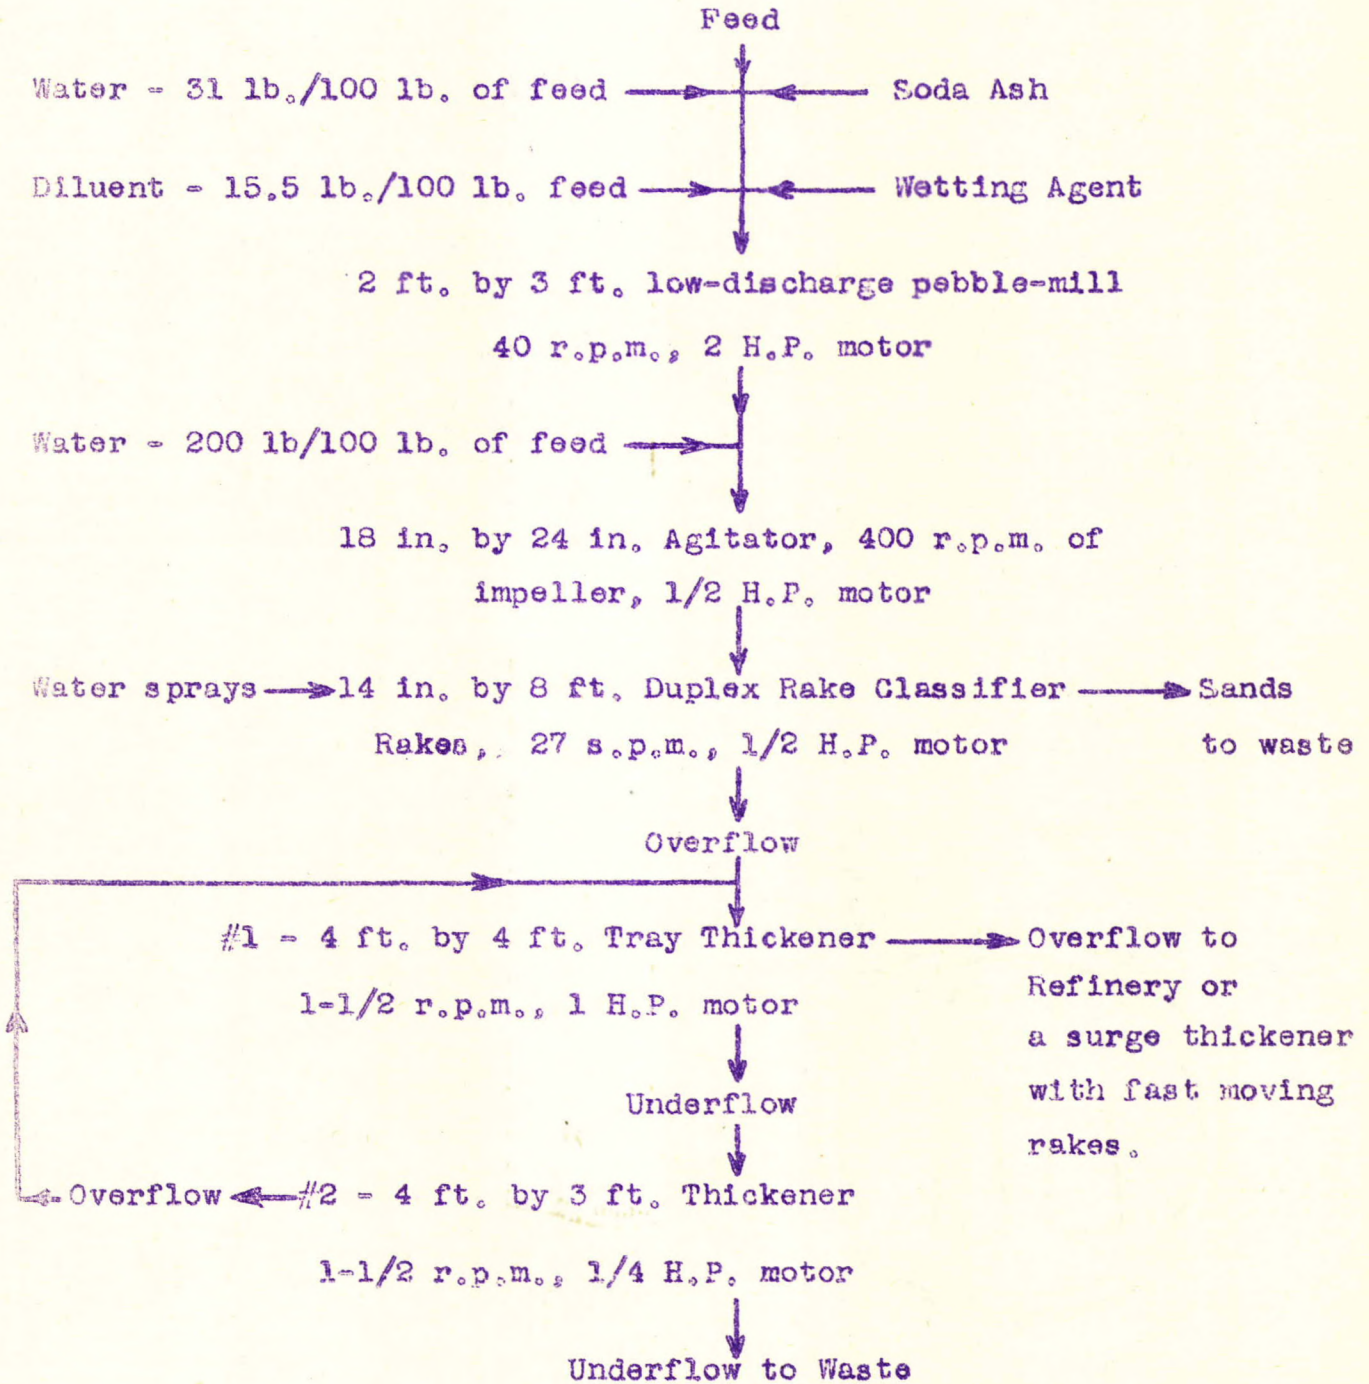 Feed
Water - 31 lb./100 lb. of feed
Soda Ash
Diluent - 15.5 lb./100 lb. feed
Wetting Agent
2 ft. by 3 ft. low-discharge pebble-mill
40 r.p.m., 2 H.P. motor
Water - 200 lb/100 lb. of feed
18 in. by 24 in. Agitator, 400 r.p.m. of
impeller, 1/2 H.P. motor
Water sprays
14 in. by 8 ft. Duplex Rake Classifier
Sands
Rakes, 27 s.p.m., 1/2 H.P. motor
to waste
Overflow
#1 - 4 ft. by 4 ft. Tray Thickener
Overflow to
Refinery or
1-1/2 r.p.m., 1 H.P. motor
a surge thickener
with fast moving
Underflow
rakes.
Overflow
#2 - 4 ft. by 3 ft. Thickener
1-1/2 r.p.m., 1/4 H.P. motor
Underflow to Waste